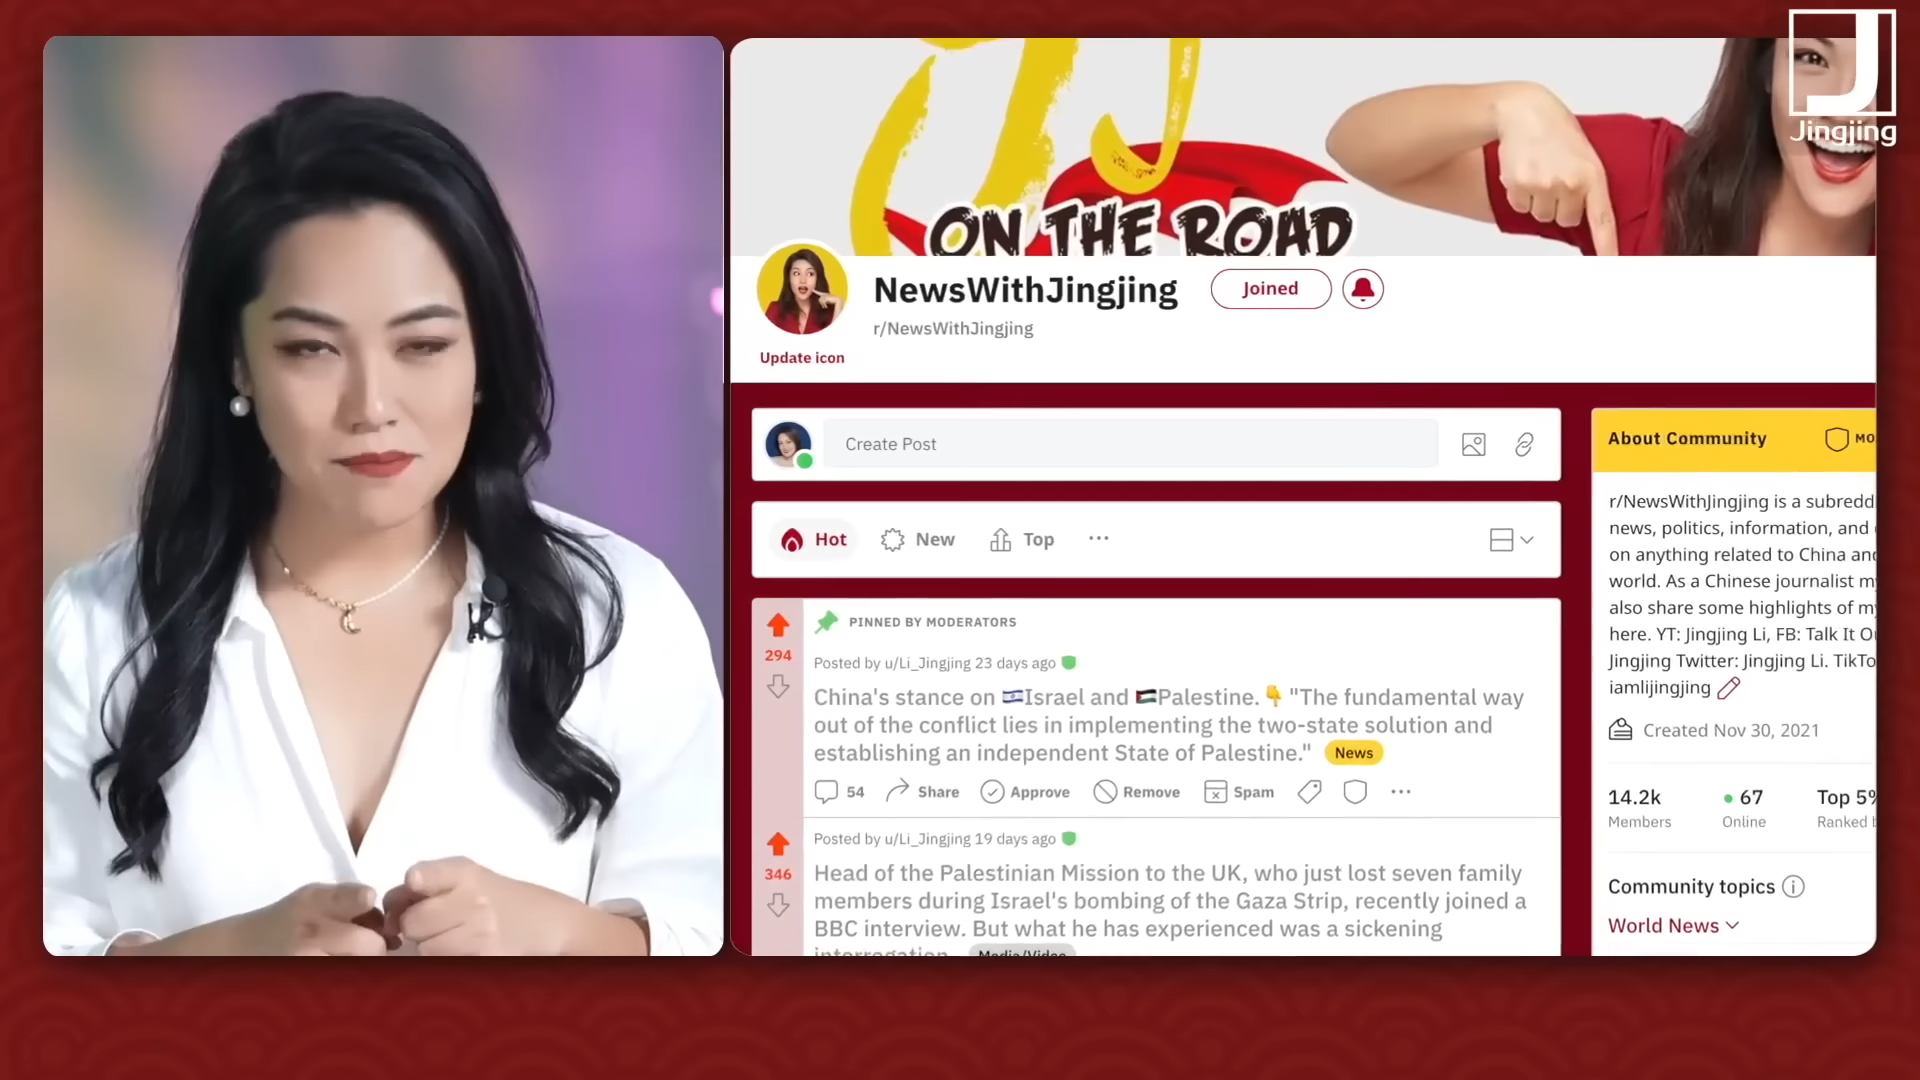 Jingjing
ON THE ROAD
NewsWithJingjing
Joined
r/NewsWithJingjing
Update icon
Create Post
Hot
New
Top
PINNED BY MODERATORS
294
Posted by u/Li_Jingjing 23 days ago
China's stance on 🇮🇱Israel and 🇵🇸Palestine.👇"The fundamental way
out of the conflict lies in implementing the two-state solution and
establishing an independent State of Palestine."
News
54
Share
Approve
Remove
Spam
Posted by u/Li_Jingjing 19 days ago
346
Head of the Palestinian Mission to the UK, who just lost seven family
members during Israel's bombing of the Gaza Strip, recently joined a
BBC interview. But what he has experienced was a sickening
interrogation.
Media/Video
About Community
MO
r/NewsWithJingjing is a subredd
news, politics, information, and
on anything related to China and
world. As a Chinese journalist m
also share some highlights of m
here. YT: Jingjing Li, FB: Talk It O
Jingjing Twitter: Jingjing Li. TikTo
iamlijingjing
Created Nov 30, 2021
14.2k
Members
67
Online
Top 5%
Ranked
Community topics
World News